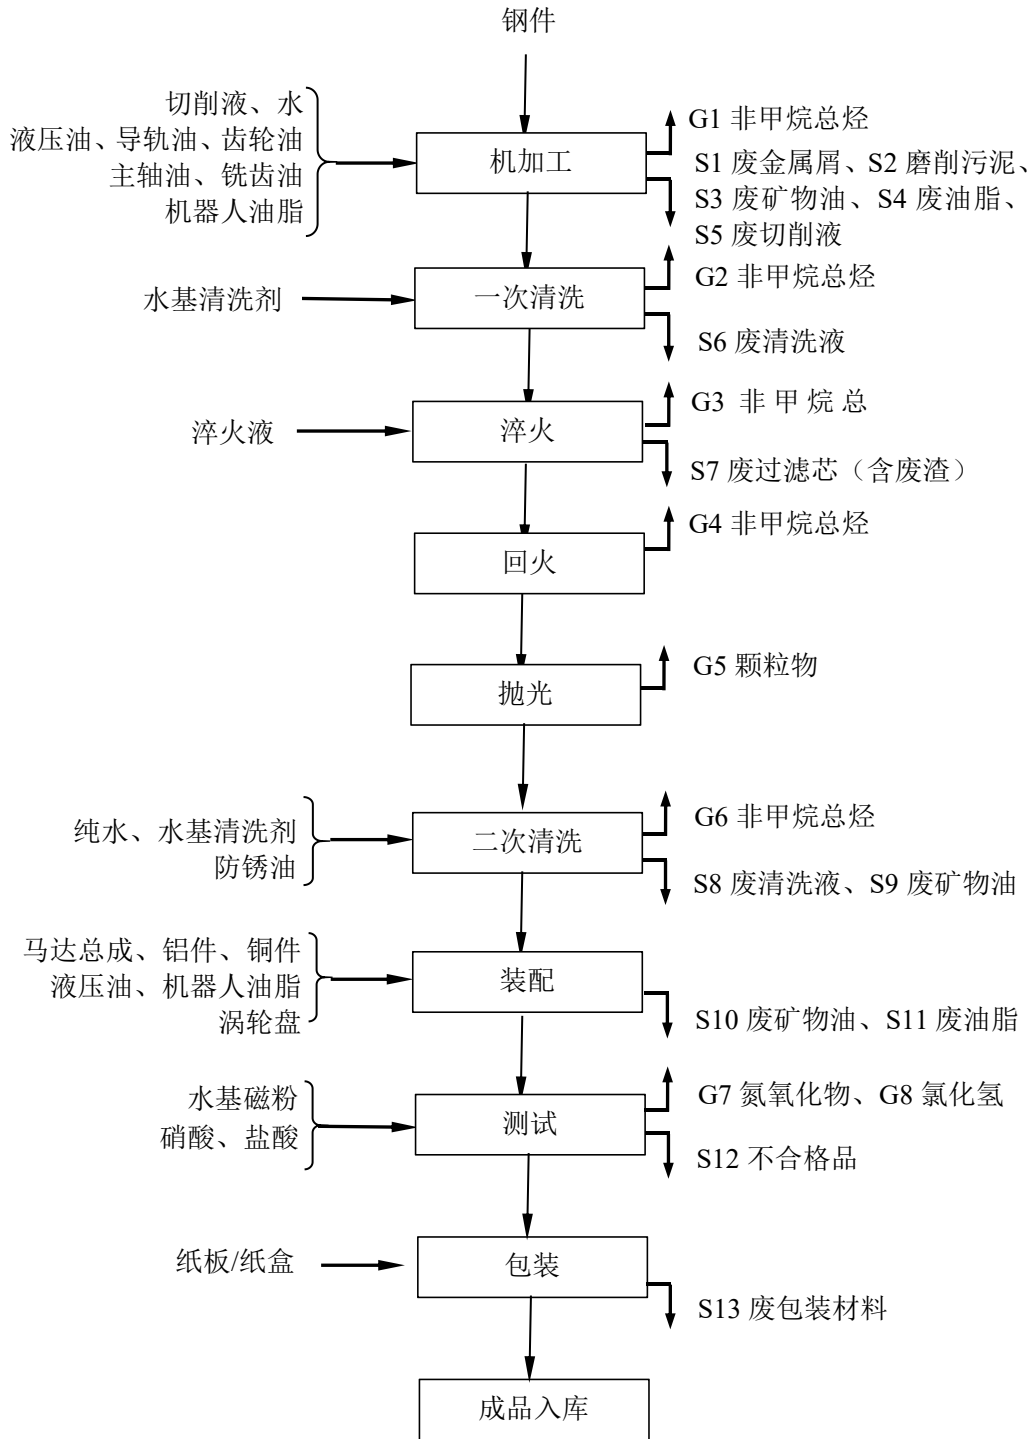 钢件
切削液、水
液压油、导轨油、齿轮油
主轴油、铣齿油
机器人油脂
机加工
G1 非甲烷总烃
S1 废金属屑、S2 磨削污泥、
S3 废矿物油、S4 废油脂、
S5 废切削液
水基清洗剂
一次清洗
G2 非甲烷总烃
S6 废清洗液
淬火液
淬火
G3 非甲烷总
S7 废过滤芯（含废渣）
回火
G4 非甲烷总烃
抛光
G5 颗粒物
纯水、水基清洗剂
防锈油
二次清洗
G6 非甲烷总烃
S8 废清洗液、S9 废矿物油
马达总成、铝件、铜件
液压油、机器人油脂
涡轮盘
装配
S10 废矿物油、S11 废油脂
水基磁粉
硝酸、盐酸
测试
G7 氮氧化物、G8 氯化氢
S12 不合格品
纸板/纸盒
包装
S13 废包装材料
成品入库